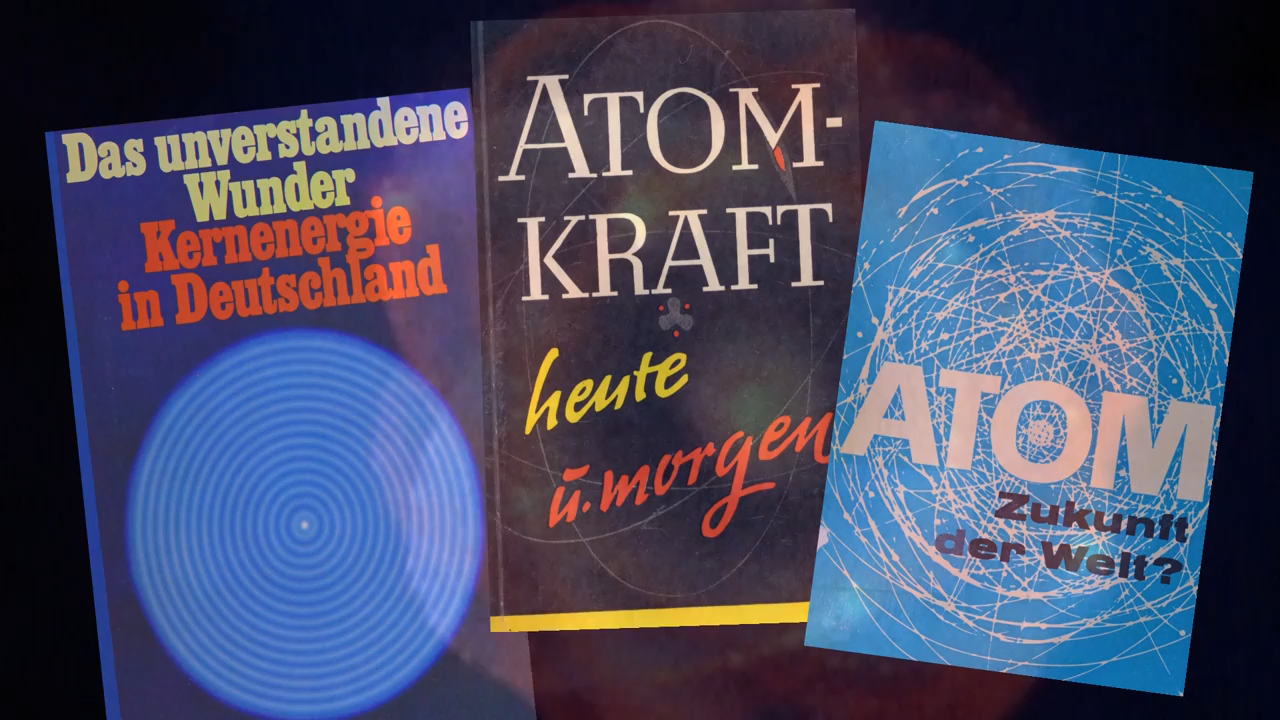 Das unverstandene
Wunder
Kernenergie
in Deutschland
ATOM-
KRAFT
heute
u. morgen
ATOM
Zukunft
der Welt?